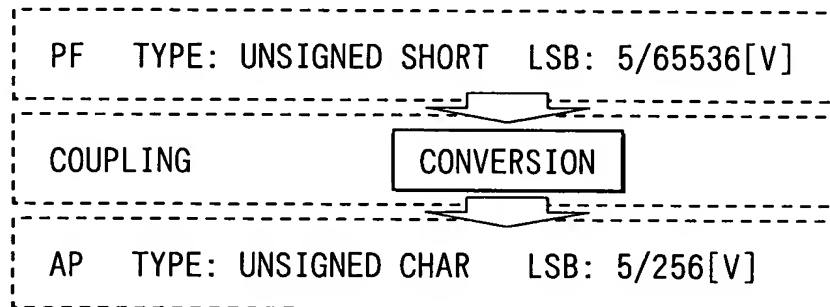 PF TYPE: UNSIGNED SHORT LSB: 5/65536[V]
COUPLING CONVERSION
AP TYPE: UNSIGNED CHAR LSB: 5/256[V]